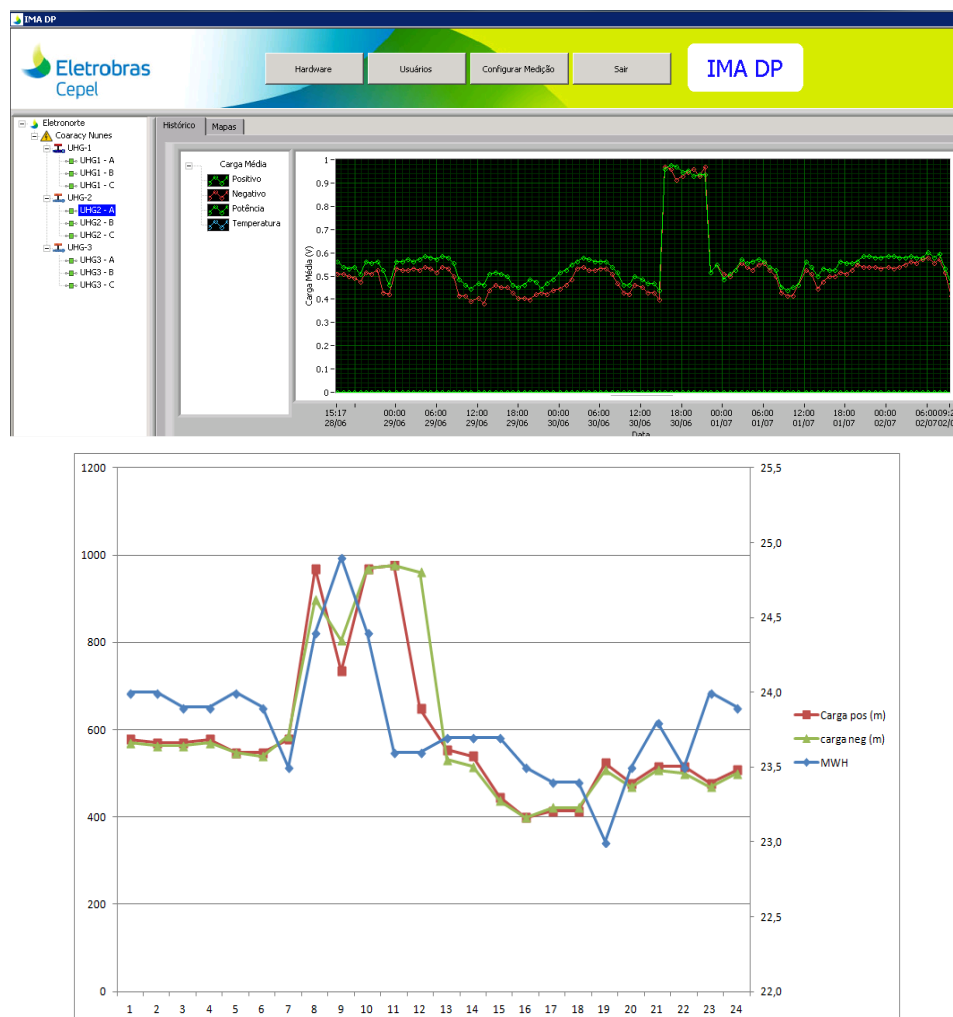 IMA DP
Eletrobras
Cepel
Hardware
Usuários
Configurar Medição
Sair
IMA DP
Eletronorte
Coaracy Nunes
UHG-1
UHG1 - A
UHG1 - B
UHG1 - C
UHG-2
UHG2 - A
UHG2 - B
UHG2 - C
UHG-3
UHG3 - A
UHG3 - B
UHG3 - C
Histórico
Mapas
Carga Média
Positivo
Negativo
Potência
Temperatura
Carga Média (V)
1
0.9
0.8
0.7
0.6
0.5
0.4
0.3
0.2
0.1
0
15:17 00:00 06:00 12:00 18:00 00:00 06:00 12:00 18:00 00:00 06:00 12:00 18:00 00:00 06:00 09:2
28/06 29/06 29/06 29/06 29/06 30/06 30/06 30/06 30/06 01/07 01/07 01/07 01/07 02/07 02/07 02/
Data
1200
1000
800
600
400
200
0
25,5
25,0
24,5
24,0
23,5
23,0
22,5
22,0
Carga pos (m)
carga neg (m)
MWH
1 2 3 4 5 6 7 8 9 10 11 12 13 14 15 16 17 18 19 20 21 22 23 24